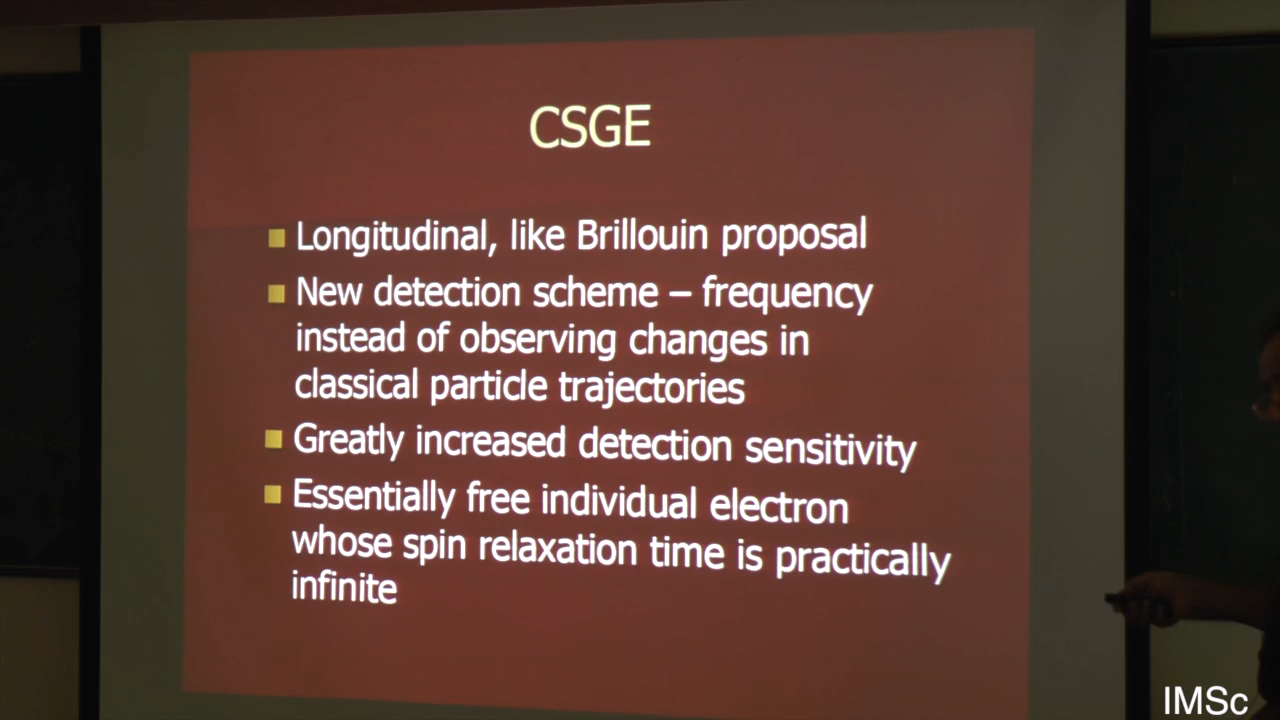 CSGE
Longitudinal, like Brillouin proposal
New detection scheme – frequency
instead of observing changes in
classical particle trajectories
Greatly increased detection sensitivity
Essentially free individual electron
whose spin relaxation time is practically
infinite
IMSc